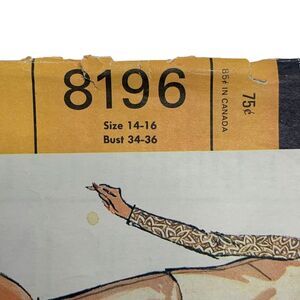 8196
Size 14-16
Bust 34-36
75¢
85¢ IN CANADA